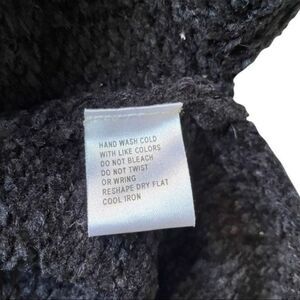 HAND WASH COLD
WITH LIKE COLORS
DO NOT BLEACH
DO NOT TWIST
OR WRING
RESHAPE DRY FLAT
COOL IRON